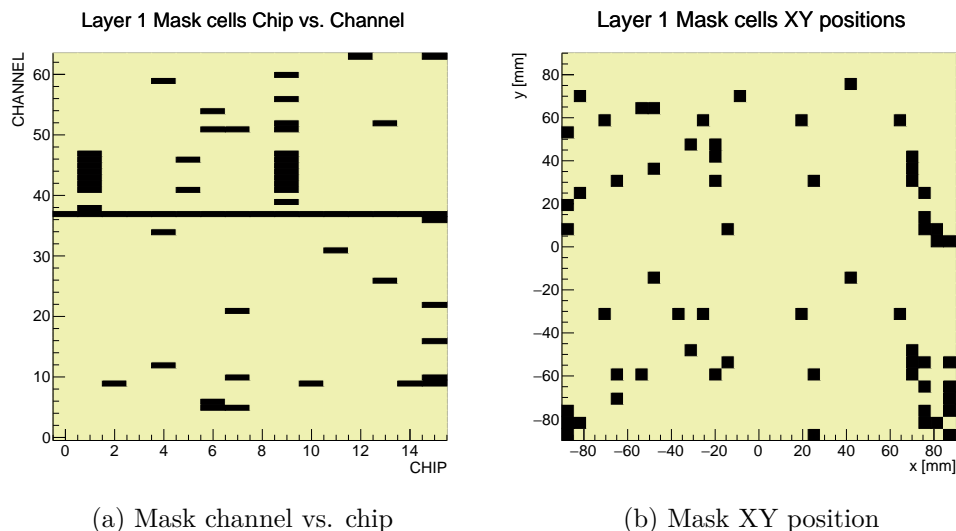 Layer 1 Mask cells Chip vs. Channel
CHANNEL
60
50
40
30
20
10
0
0 2 4 6 8 10 12 14
CHIP
(a) Mask channel vs. chip
Layer 1 Mask cells XY positions
y [mm]
80
60
40
20
0
−20
−40
−60
−80
−80 −60 −40 −20 0 20 40 60 80
x [mm]
(b) Mask XY position